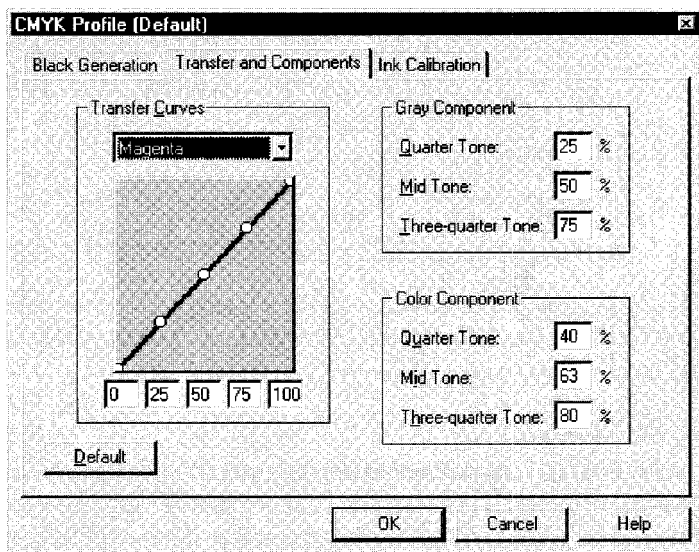 CMYK Profile (Default)
Black Generation Transfer and Components Ink Calibration
Transfer Curves
Magenta
0 25 50 75 100
Default
Gray Component
Quarter Tone: 25 %
Mid Tone: 50 %
Three-quarter Tone: 75 %
Color Component
Quarter Tone: 40 %
Mid Tone: 63 %
Three-quarter Tone: 80 %
OK Cancel Help